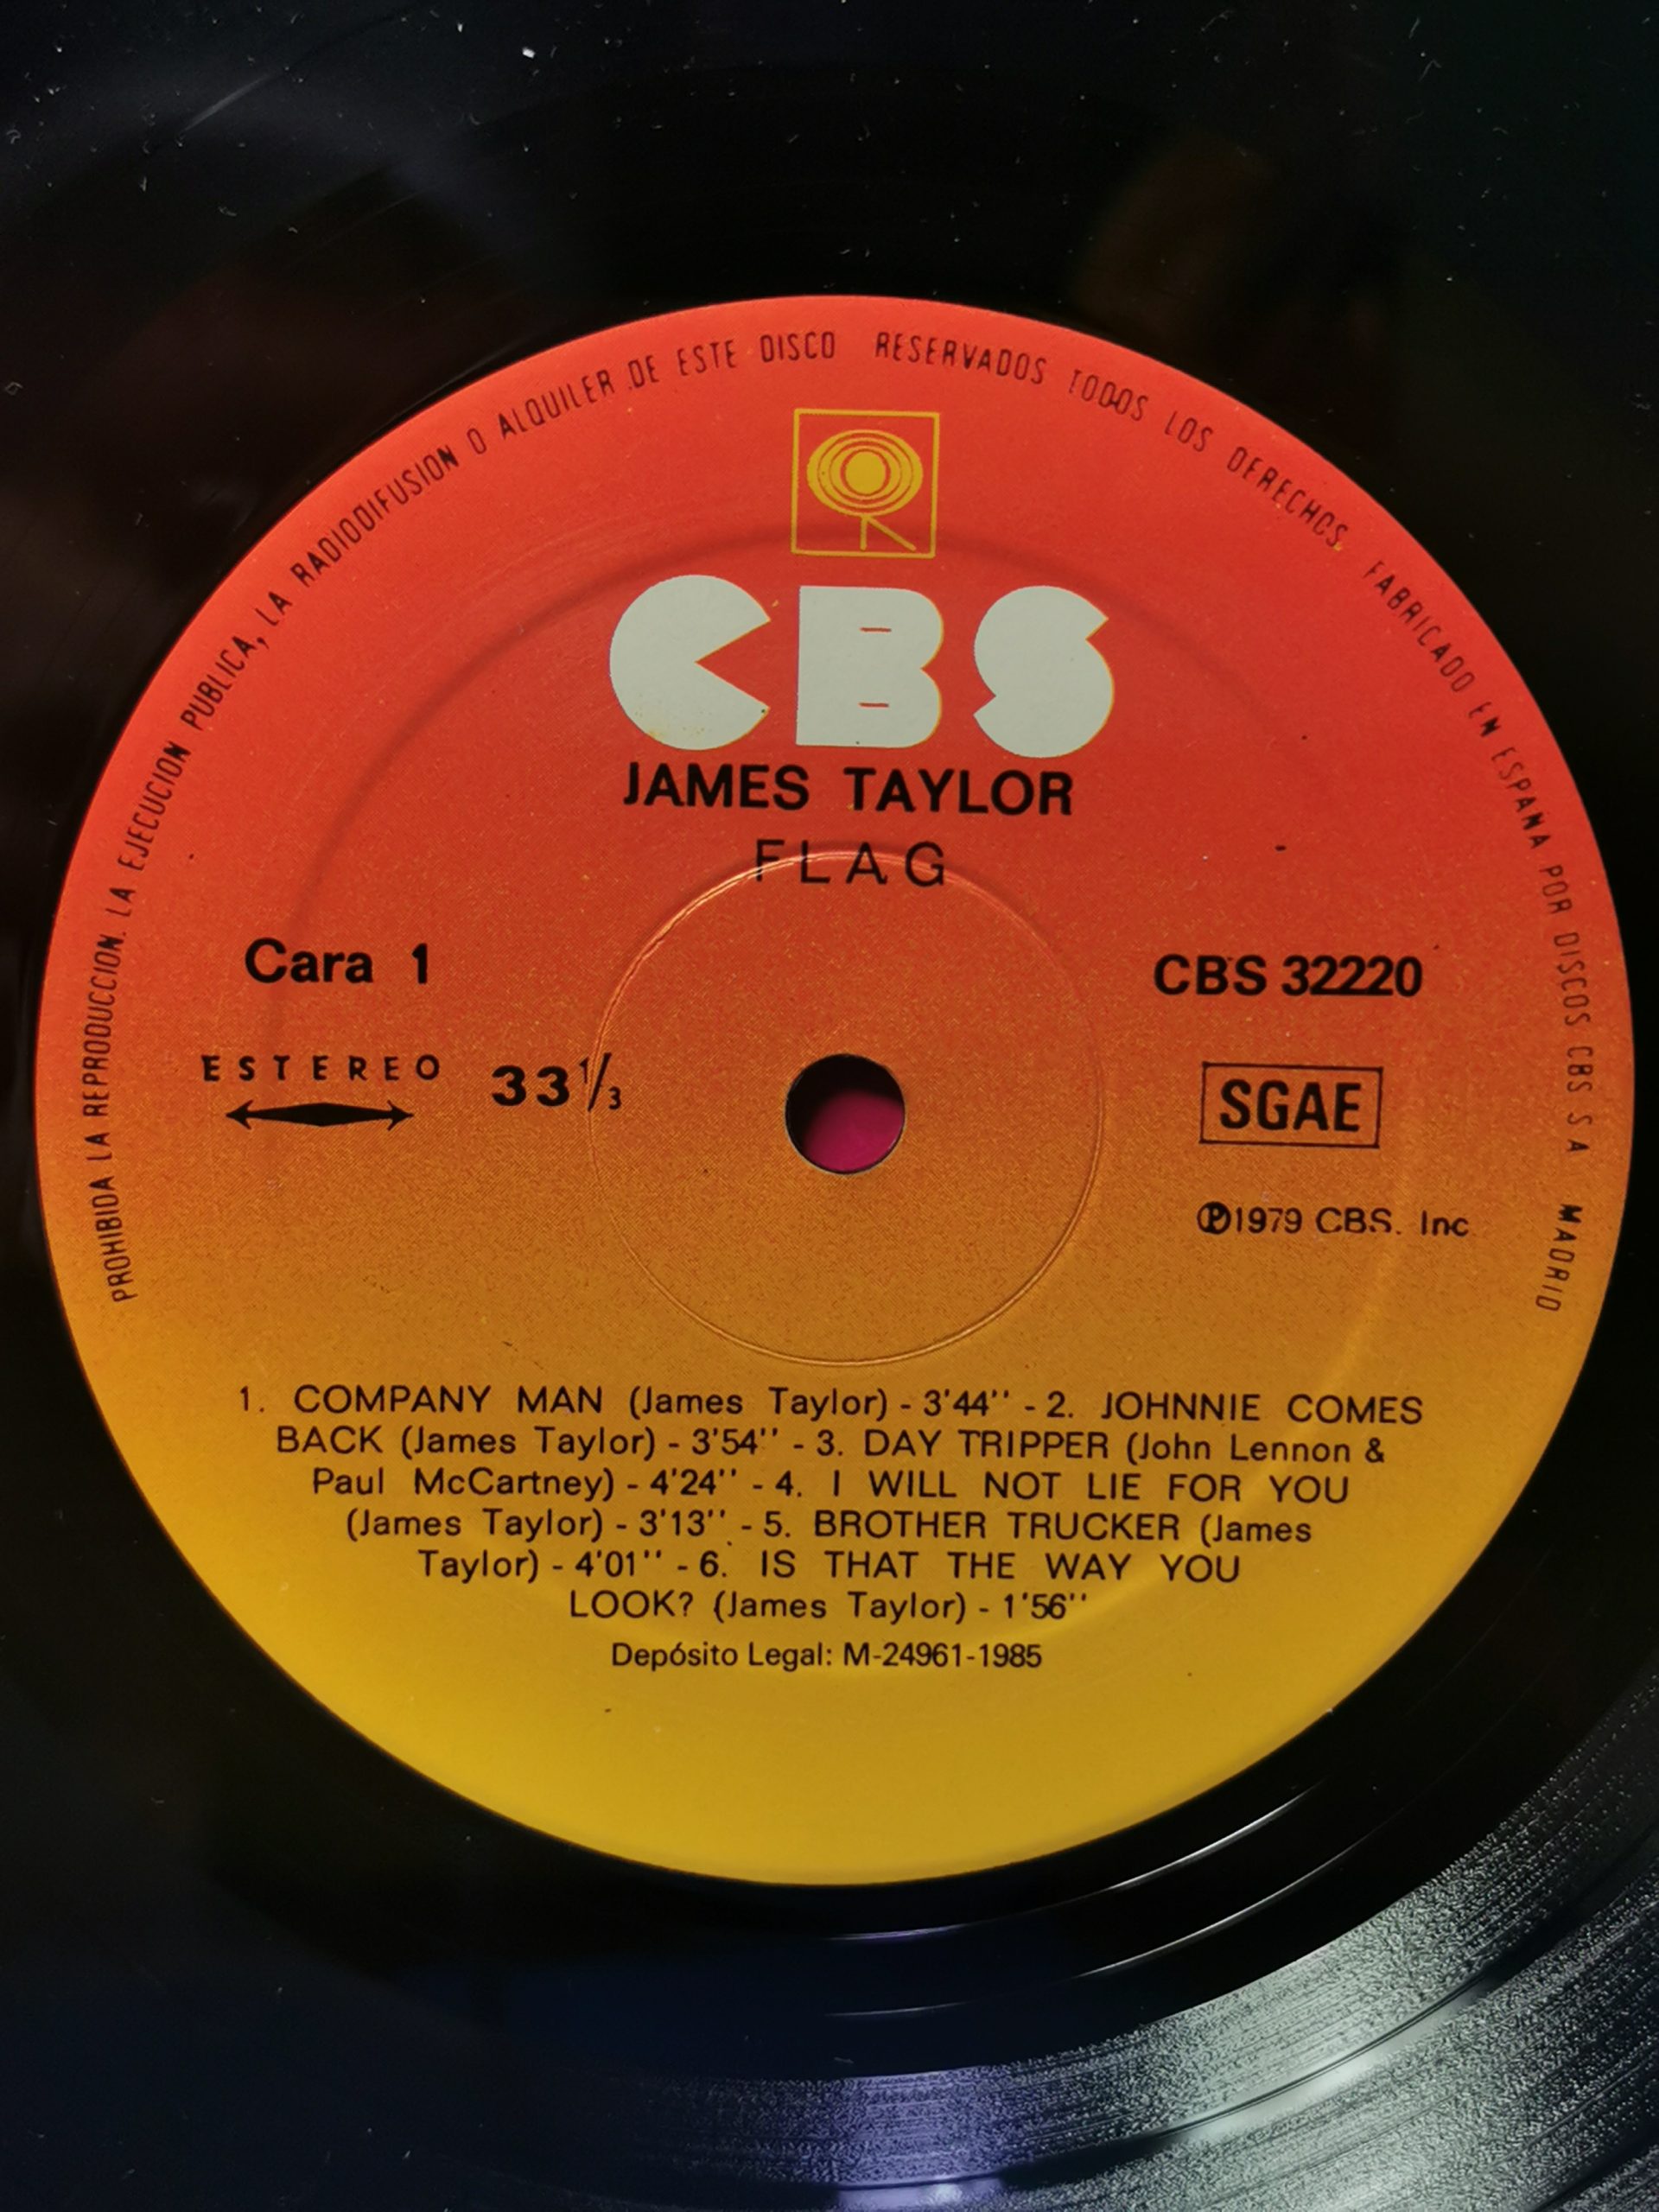 PROHIBIDA LA REPRODUCCION. LA EJECUCION PUBLICA, LA RADIODIFUSION O ALQUILER DE ESTE DISCO RESERVADOS TODOS LOS DERECHOS. FABRICADO EN ESPAÑA POR DISCOS CBS S A MADRID
CBS
JAMES TAYLOR
FLAG
Cara 1
CBS 32220
ESTEREO
33 1/3
SGAE
℗1979 CBS. Inc
1. COMPANY MAN (James Taylor) - 3'44'' - 2. JOHNNIE COMES
BACK (James Taylor) - 3'54'' - 3. DAY TRIPPER (John Lennon &
Paul McCartney) - 4'24'' - 4. I WILL NOT LIE FOR YOU
(James Taylor) - 3'13'' - 5. BROTHER TRUCKER (James
Taylor) - 4'01'' - 6. IS THAT THE WAY YOU
LOOK? (James Taylor) - 1'56''
Depósito Legal: M-24961-1985